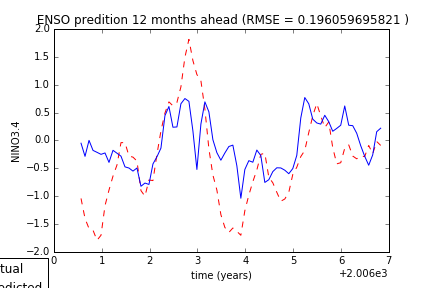 ENSO predition 12 months ahead (RMSE = 0.196059695821 )
2.0
1.5
1.0
0.5
0.0
−0.5
−1.0
−1.5
−2.0
NINO3.4
0 1 2 3 4 5 6 7
time (years)
+2.006e3
tual
edicted